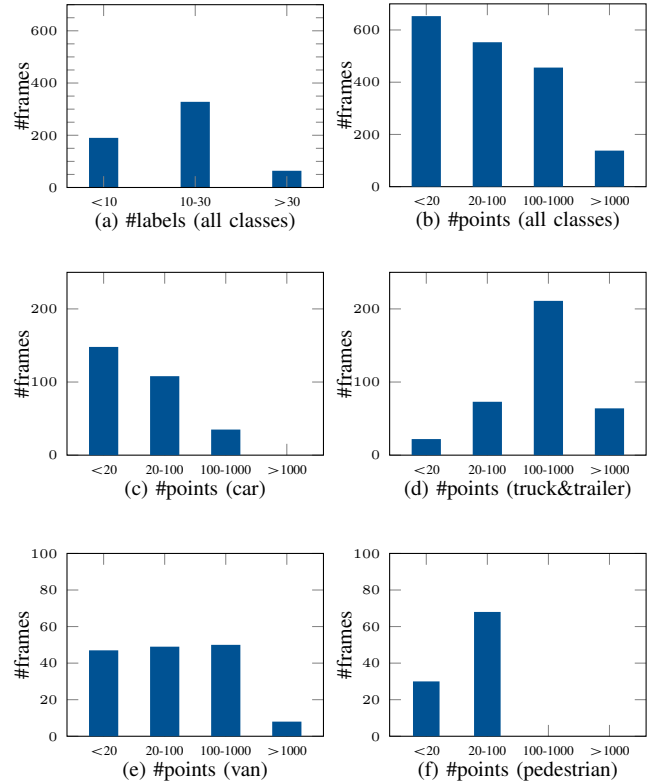 600
400
200
0
#frames
<10 10-30 >30
(a) #labels (all classes)
600
400
200
0
#frames
<20 20-100 100-1000 >1000
(b) #points (all classes)
200
100
0
#frames
<20 20-100 100-1000 >1000
(c) #points (car)
200
100
0
#frames
<20 20-100 100-1000 >1000
(d) #points (truck&trailer)
100
80
60
40
20
0
#frames
<20 20-100 100-1000 >1000
(e) #points (van)
100
80
60
40
20
0
#frames
<20 20-100 100-1000 >1000
(f) #points (pedestrian)